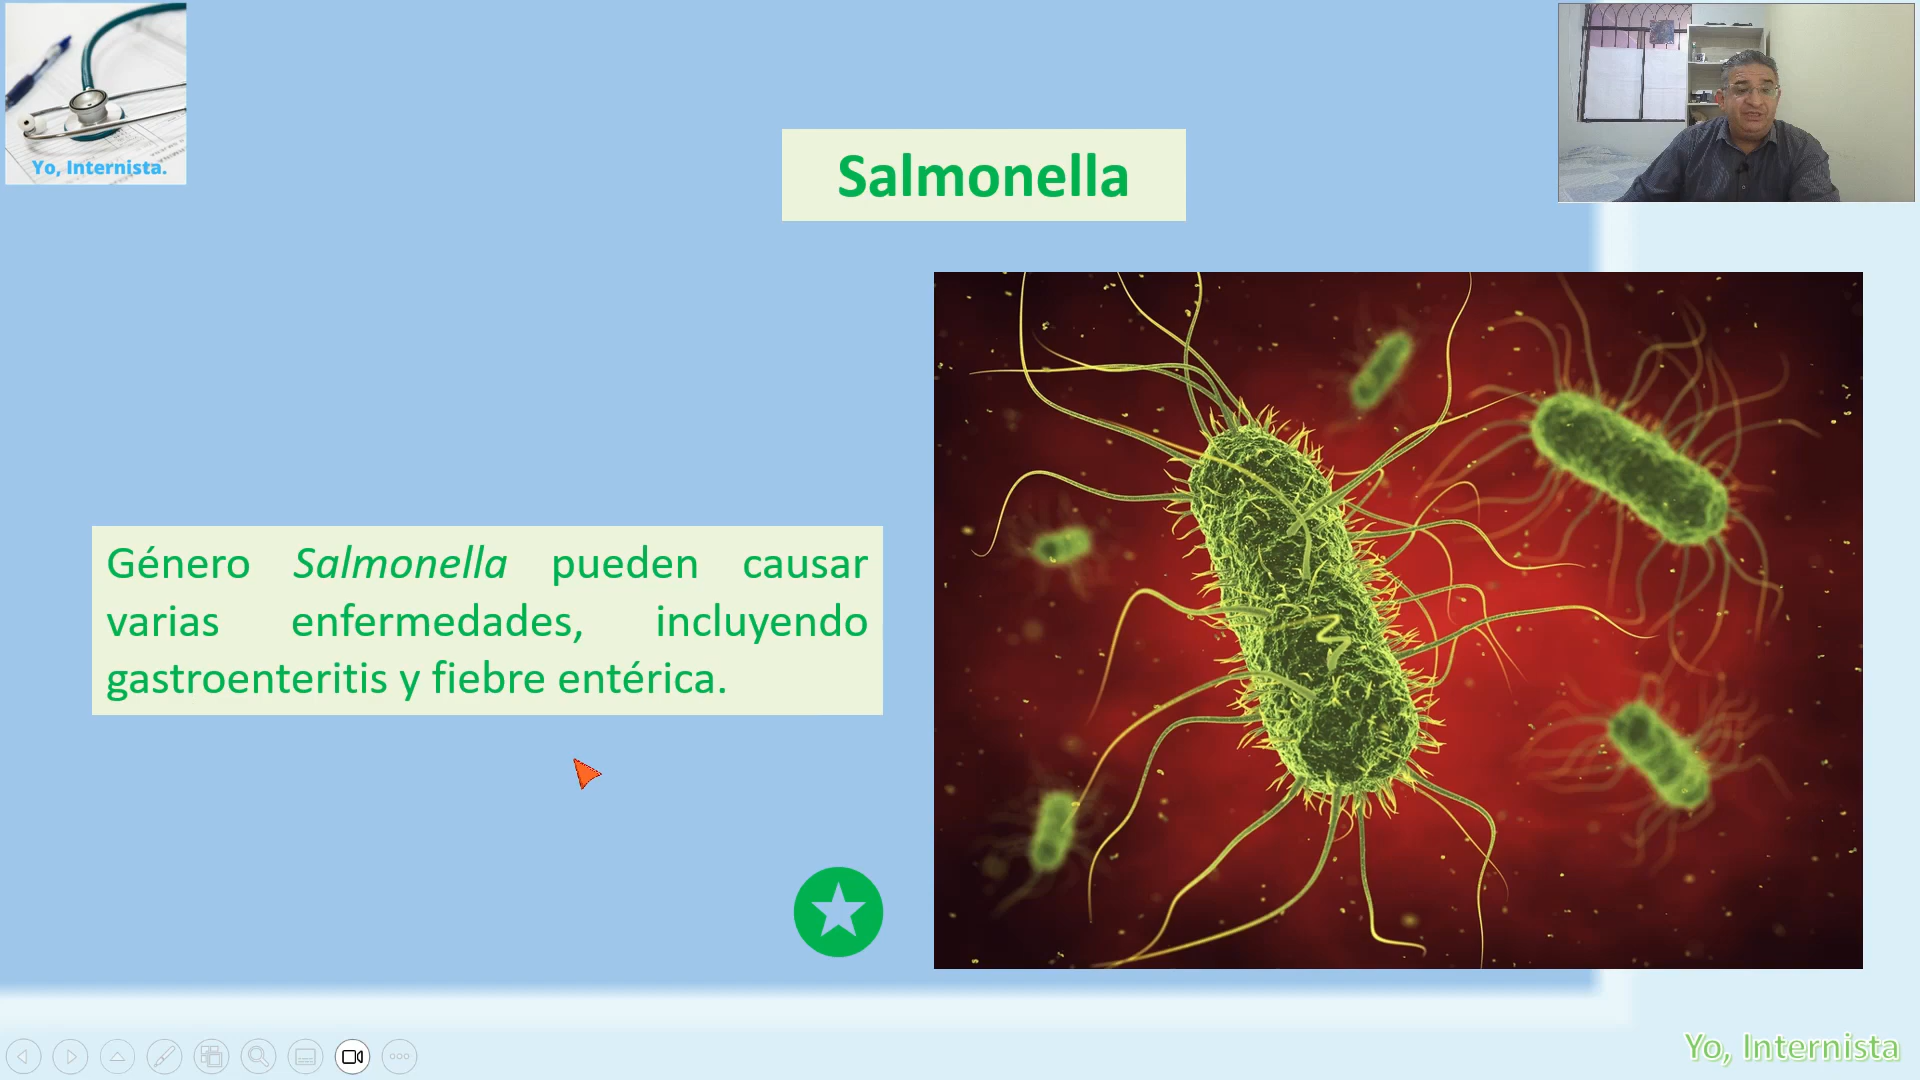 Yo, Internista.
Salmonella
Género Salmonella pueden causar
varias enfermedades, incluyendo
gastroenteritis y fiebre entérica.
Yo, Internista